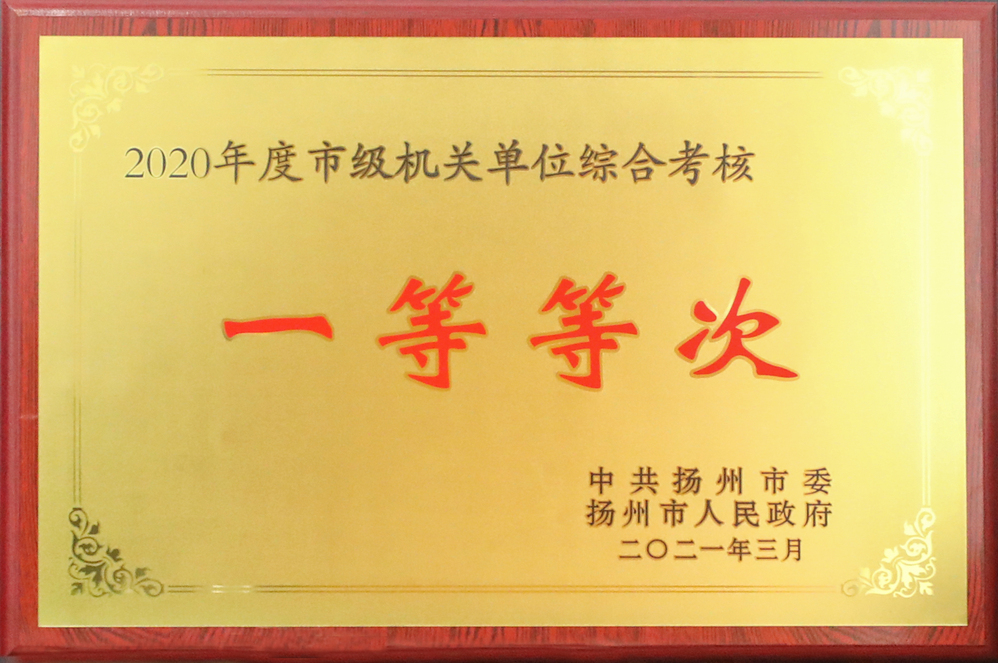 2020年度市级机关单位综合考核
一等等次
中共扬州市委
扬州市人民政府
二〇二一年三月